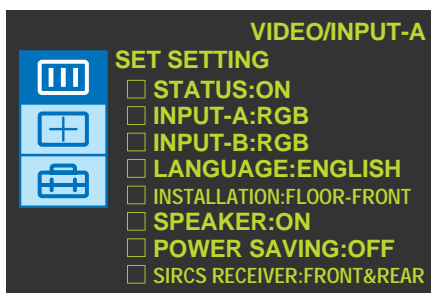 VIDEO/INPUT-A
SET SETTING
STATUS:ON
INPUT-A:RGB
INPUT-B:RGB
LANGUAGE:ENGLISH
INSTALLATION:FLOOR-FRONT
SPEAKER:ON
POWER SAVING:OFF
SIRCS RECEIVER:FRONT&REAR